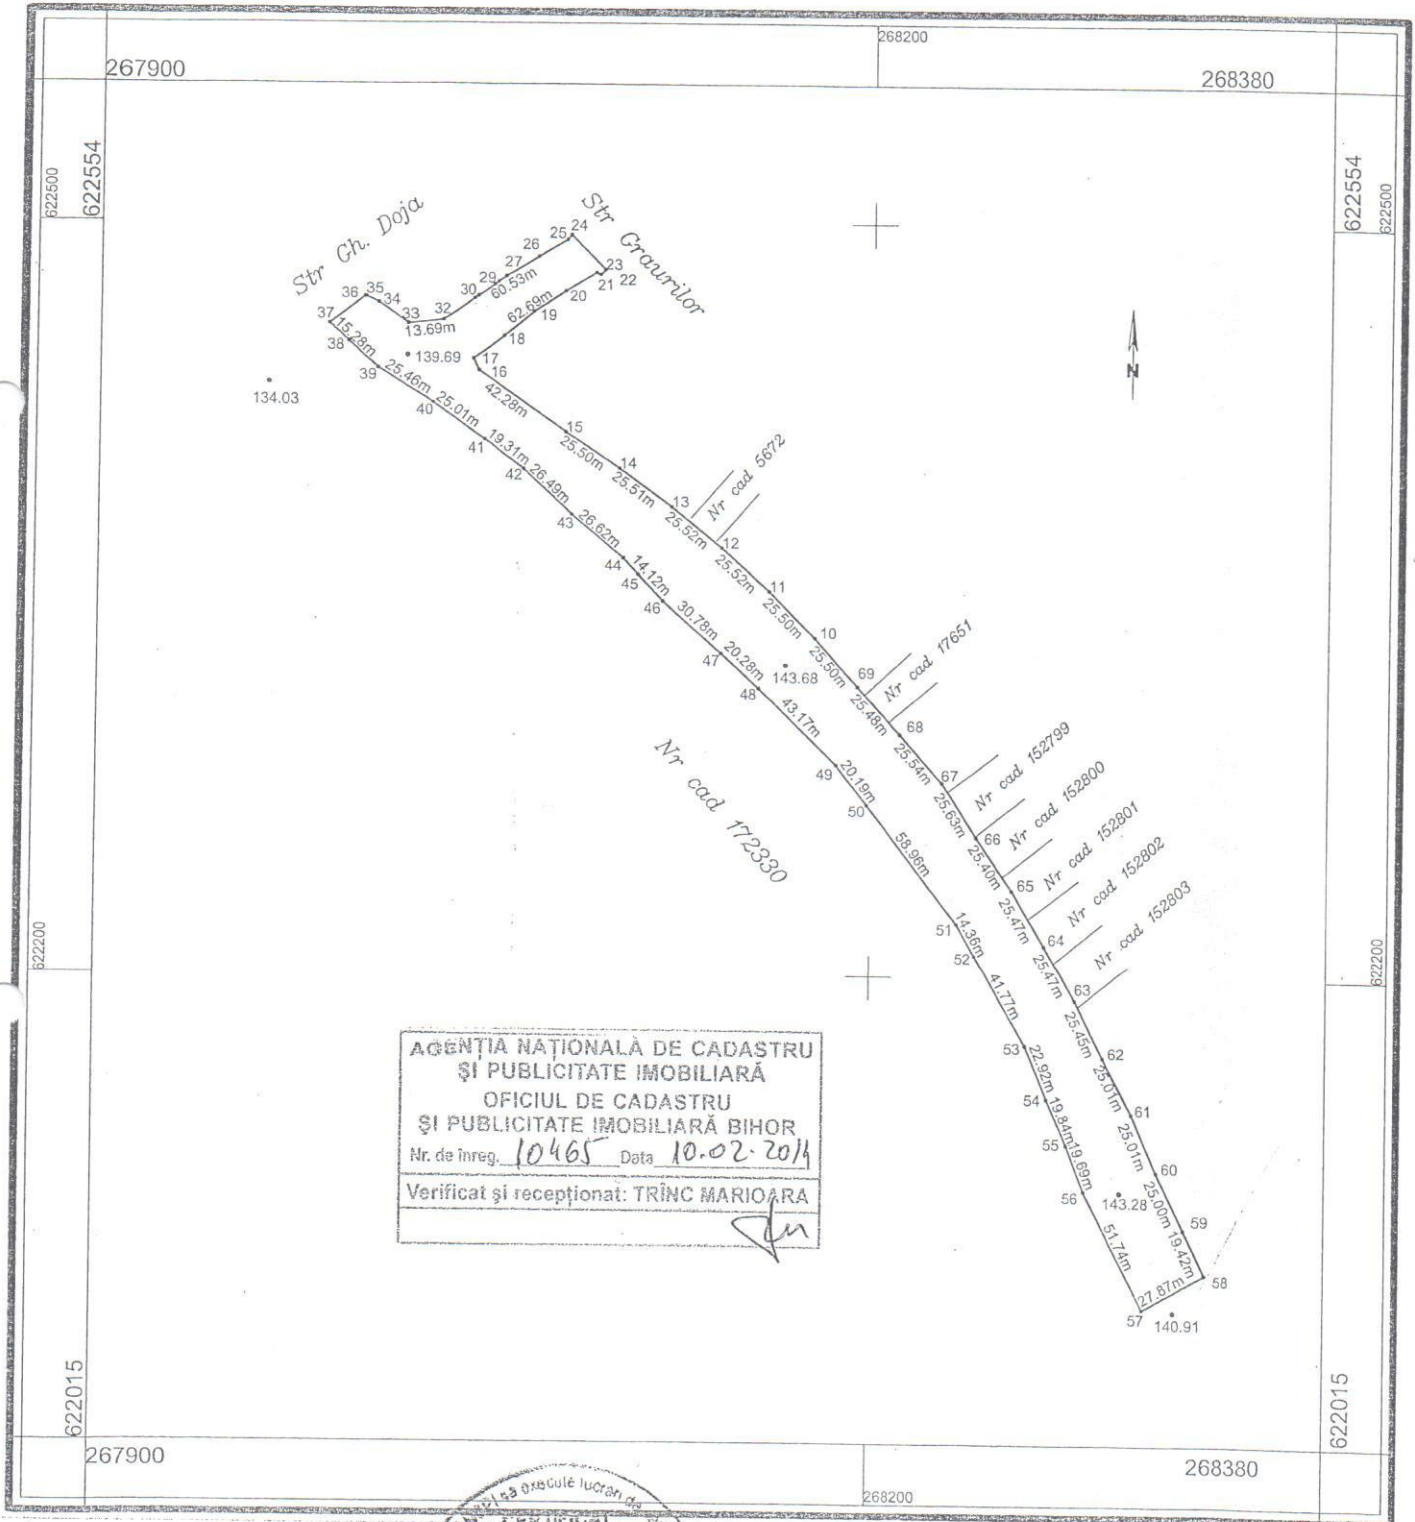 268200
267900
268380
622500
622554
622554
622500
Str Gh. Doja
Str Graurilor
24
25
26
27
29
30
60.53m
23
22
21
20
19
62.69m
18
17
16
32
33
13.69m
34
35
36
37
15.28m
38
39
139.69
134.03
N
25.46m
40
25.01m
41
19.31m
42
26.49m
43
26.62m
44
45
14.12m
46
30.78m
47
20.28m
48
43.17m
49
20.19m
50
58.96m
51
14.36m
52
41.77m
53
22.92m
54
19.84m
55
19.69m
56
51.74m
57
27.87m
58
140.91
42.28m
15
25.50m
14
25.51m
13
25.52m
Nr cad 5672
12
25.52m
11
25.50m
10
25.50m
143.68
69
25.48m
Nr cad 17651
68
25.54m
67
25.63m
Nr cad 152799
66
25.40m
Nr cad 152800
65
25.47m
Nr cad 152801
64
25.47m
Nr cad 152802
63
25.45m
Nr cad 152803
62
25.01m
61
25.01m
60
25.00m
143.28
59
19.42m
Nr cad 172330
622200
622200
AGENȚIA NAȚIONALĂ DE CADASTRU
ȘI PUBLICITATE IMOBILIARĂ
OFICIUL DE CADASTRU
ȘI PUBLICITATE IMOBILIARĂ BIHOR
Nr. de înreg. 10465 Data 10.02.2014
Verificat și recepționat: TRÎNC MARIOARA
622015
622015
267900
268380
268200
să execute lucrări de